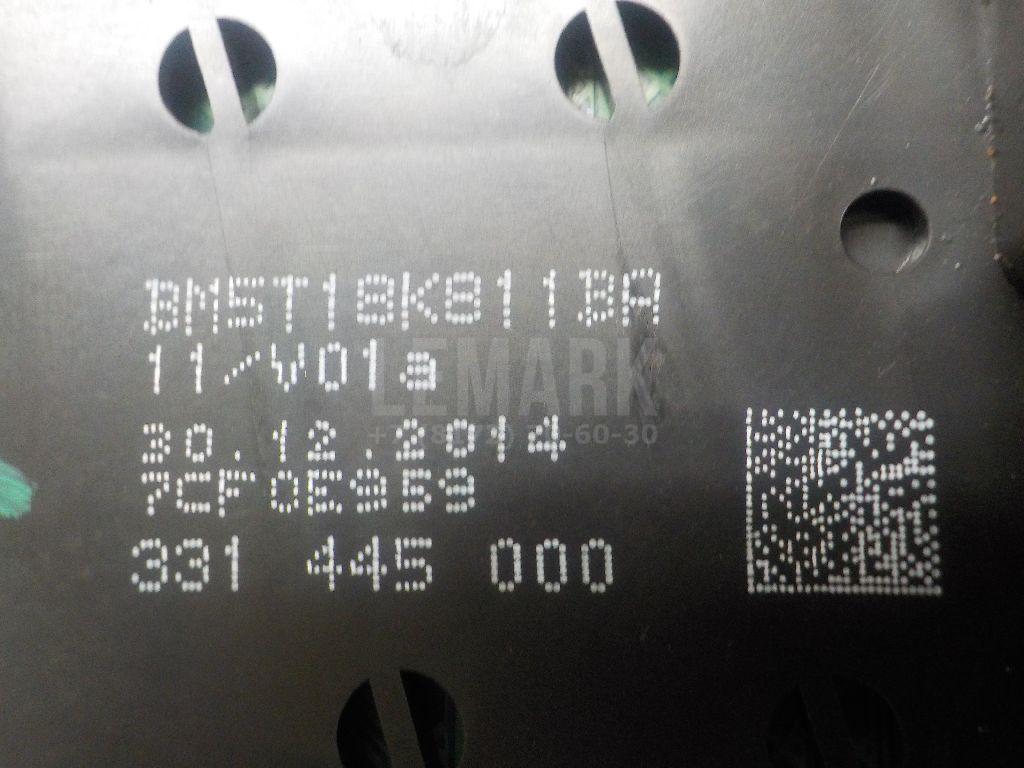 BM5T18K811BA
11/V01a
30.12.2014
7CF0E959
331 445 000
LEMARK